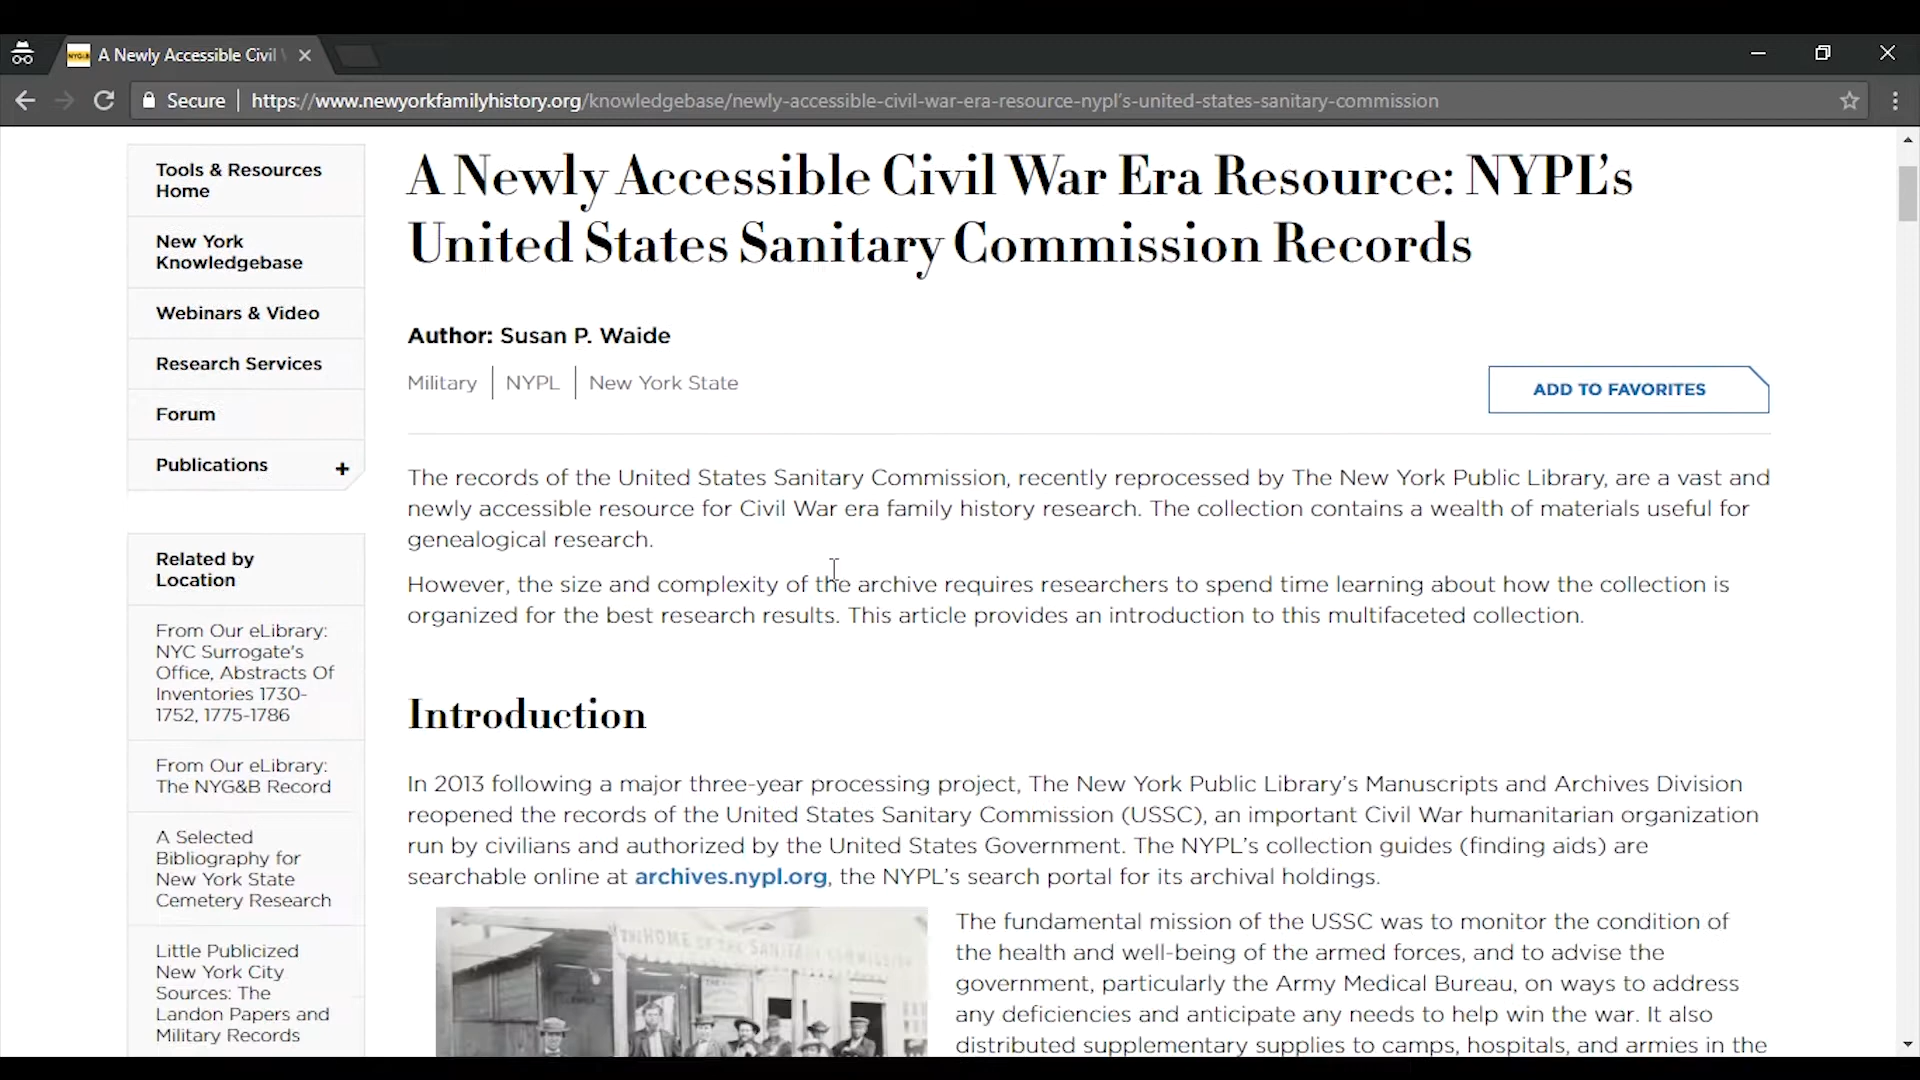 A Newly Accessible Civil
Secure
https://www.newyorkfamilyhistory.org/knowledgebase/newly-accessible-civil-war-era-resource-nypl's-united-states-sanitary-commission
Tools & Resources
Home
New York
Knowledgebase
Webinars & Video
Research Services
Forum
Publications +
Related by
Location
From Our eLibrary:
NYC Surrogate's
Office, Abstracts Of
Inventories 1730-
1752, 1775-1786
From Our eLibrary:
The NYG&B Record
A Selected
Bibliography for
New York State
Cemetery Research
Little Publicized
New York City
Sources: The
Landon Papers and
Military Records
A Newly Accessible Civil War Era Resource: NYPL's
United States Sanitary Commission Records
Author: Susan P. Waide
Military | NYPL | New York State
ADD TO FAVORITES
The records of the United States Sanitary Commission, recently reprocessed by The New York Public Library, are a vast and
newly accessible resource for Civil War era family history research. The collection contains a wealth of materials useful for
genealogical research.
However, the size and complexity of the archive requires researchers to spend time learning about how the collection is
organized for the best research results. This article provides an introduction to this multifaceted collection.
Introduction
In 2013 following a major three-year processing project, The New York Public Library's Manuscripts and Archives Division
reopened the records of the United States Sanitary Commission (USSC), an important Civil War humanitarian organization
run by civilians and authorized by the United States Government. The NYPL's collection guides (finding aids) are
searchable online at archives.nypl.org, the NYPL's search portal for its archival holdings.
HOME OF THE SANITARY COMMISSION
The fundamental mission of the USSC was to monitor the condition of
the health and well-being of the armed forces, and to advise the
government, particularly the Army Medical Bureau, on ways to address
any deficiencies and anticipate any needs to help win the war. It also
distributed supplementary supplies to camps, hospitals, and armies in the